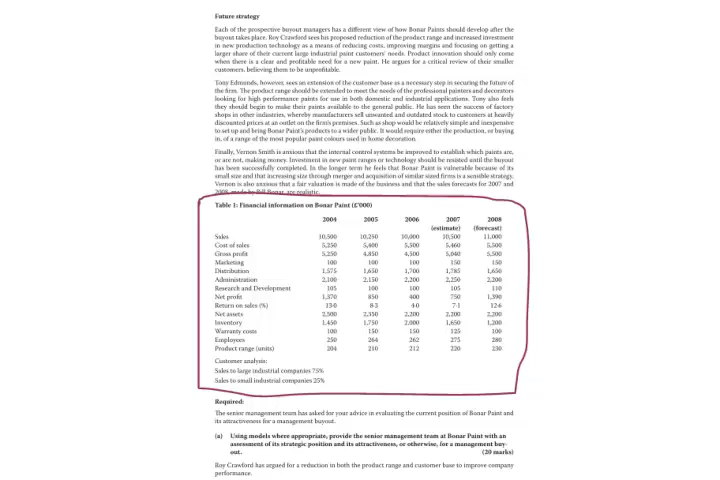 Future strategy
Each of the prospective buyout managers has a different view of how Bonar Paints should develop after the
buyout takes place. Roy Crawford sees his proposed reduction of the product range and increased investment
in new production technology as a means of reducing costs, improving margins and focusing on getting a
larger share of their current large industrial paint customers' needs. Product innovation should only come
when there is a clear and profitable need for a new paint. He argues for a critical review of their smaller
customers, believing them to be unprofitable.
Tony Edmunds, however, sees an extension of the customer base as a necessary step in securing the future of
the firm. The product range should be extended to meet the needs of the professional painters and decorators
looking for high performance paints for use in both domestic and industrial applications. Tony also feels
they should begin to make their paints available to the general public. He has seen the success of factory
shops in other industries, whereby manufacturers sell unwanted and outdated stock to customers at heavily
discounted prices at an outlet on the firm's premises. Such as shop would be relatively simple and inexpensive
to set up and bring Bonar Paint's products to a wider public. It would require either the production, or buying
in, of a range of the most popular paint colours used in home decoration.
Finally, Vernon Smith is anxious that the internal control systems be improved to establish which paints are,
or are not, making money. Investment in new paint ranges or technology should be resisted until the buyout
has been successfully completed. In the longer term he feels that Bonar Paint is vulnerable because of its
small size and that increasing size through merger and acquisition of similar sized firms is a sensible strategy.
Vernon is also anxious that a fair valuation is made of the business and that the sales forecasts for 2007 and
2008, made by Bill Bonar, are realistic.
Table 1: Financial information on Bonar Paint (£'000)
2004 2005 2006 2007 2008
(estimate) (forecast)
Sales 10,500 10,250 10,000 10,500 11,000
Cost of sales 5,250 5,400 5,500 5,460 5,500
Gross profit 5,250 4,850 4,500 5,040 5,500
Marketing 100 100 100 150 150
Distribution 1,575 1,650 1,700 1,785 1,650
Administration 2,100 2,150 2,200 2,250 2,200
Research and Development 105 100 100 105 110
Net profit 1,370 850 400 750 1,390
Return on sales (%) 13·0 8·3 4·0 7·1 12·6
Net assets 2,500 2,350 2,200 2,200 2,200
Inventory 1,450 1,750 2,000 1,650 1,200
Warranty costs 100 150 150 125 100
Employees 250 264 262 275 280
Product range (units) 204 210 212 220 230
Customer analysis:
Sales to large industrial companies 75%
Sales to small industrial companies 25%
Required:
The senior management team has asked for your advice in evaluating the current position of Bonar Paint and
its attractiveness for a management buyout.
(a) Using models where appropriate, provide the senior management team at Bonar Paint with an
assessment of its strategic position and its attractiveness, or otherwise, for a management buy-
out. (20 marks)
Roy Crawford has argued for a reduction in both the product range and customer base to improve company
performance.